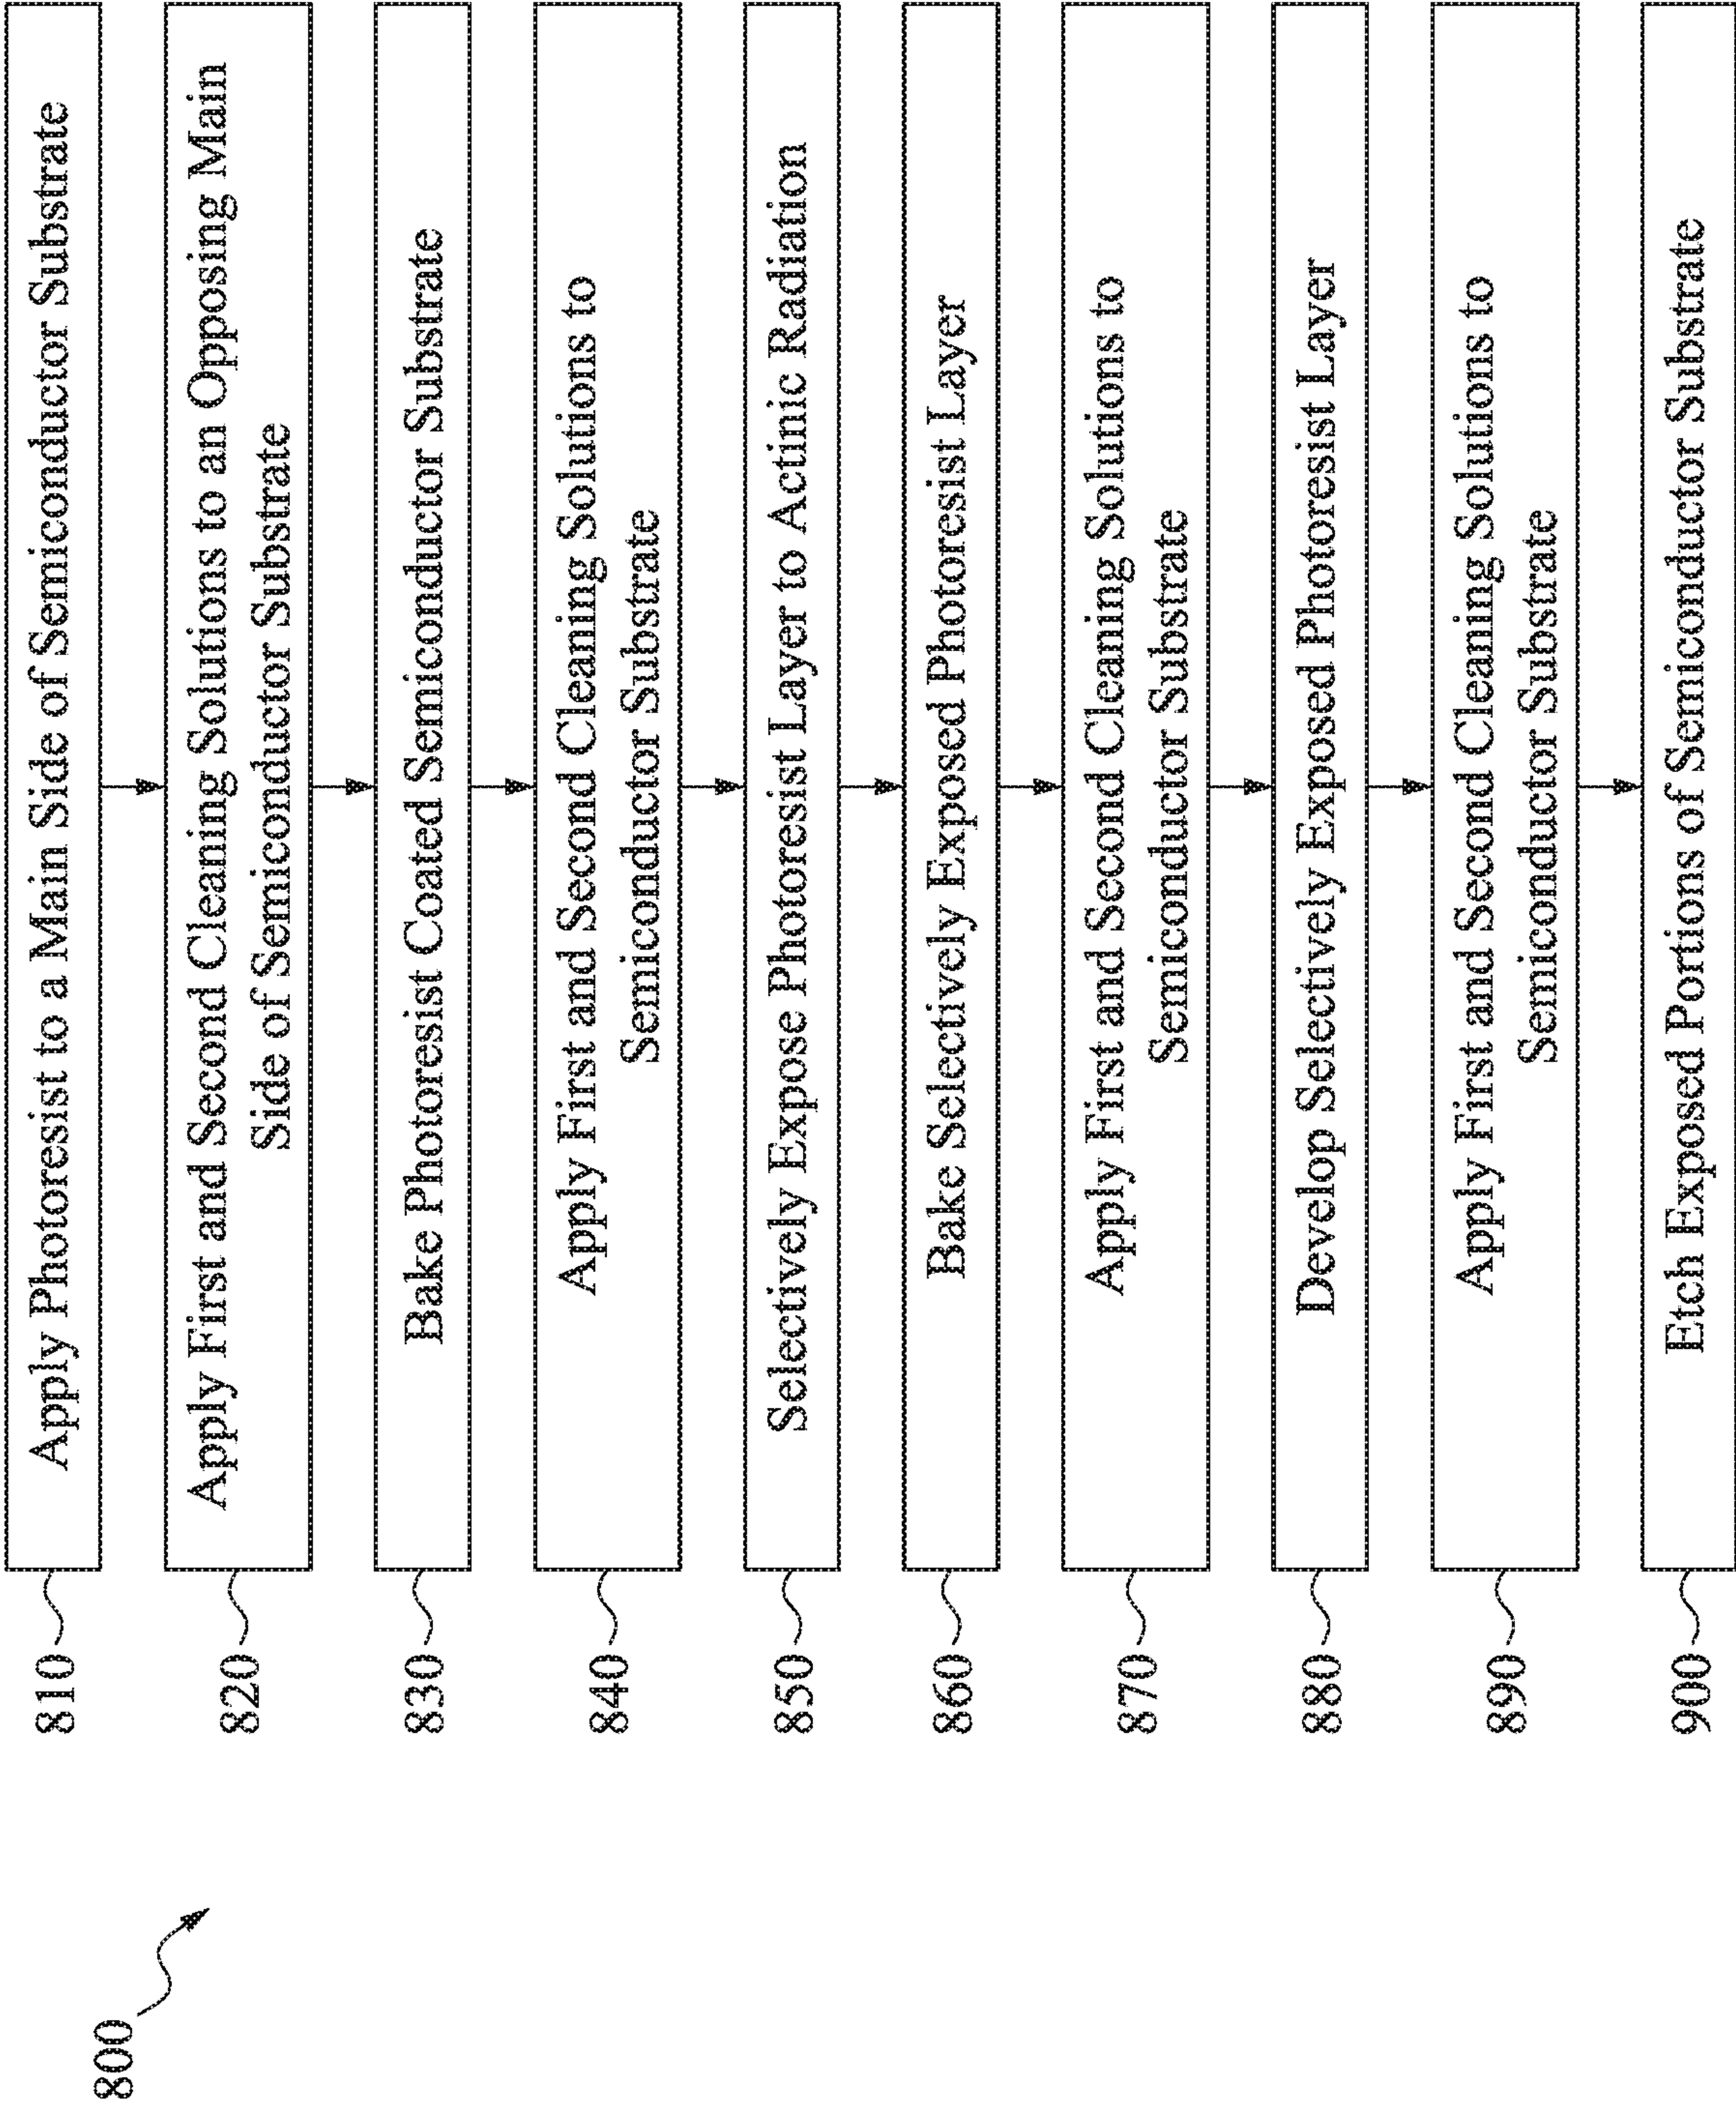 800
810
Apply Photoresist to a Main Side of Semiconductor Substrate
820
Apply First and Second Cleaning Solutions to an Opposing Main
Side of Semiconductor Substrate
830
Bake Photoresist Coated Semiconductor Substrate
840
Apply First and Second Cleaning Solutions to
Semiconductor Substrate
850
Selectively Expose Photoresist Layer to Actinic Radiation
860
Bake Selectively Exposed Photoresist Layer
870
Apply First and Second Cleaning Solutions to
Semiconductor Substrate
880
Develop Selectively Exposed Photoresist Layer
890
Apply First and Second Cleaning Solutions to
Semiconductor Substrate
900
Etch Exposed Portions of Semiconductor Substrate